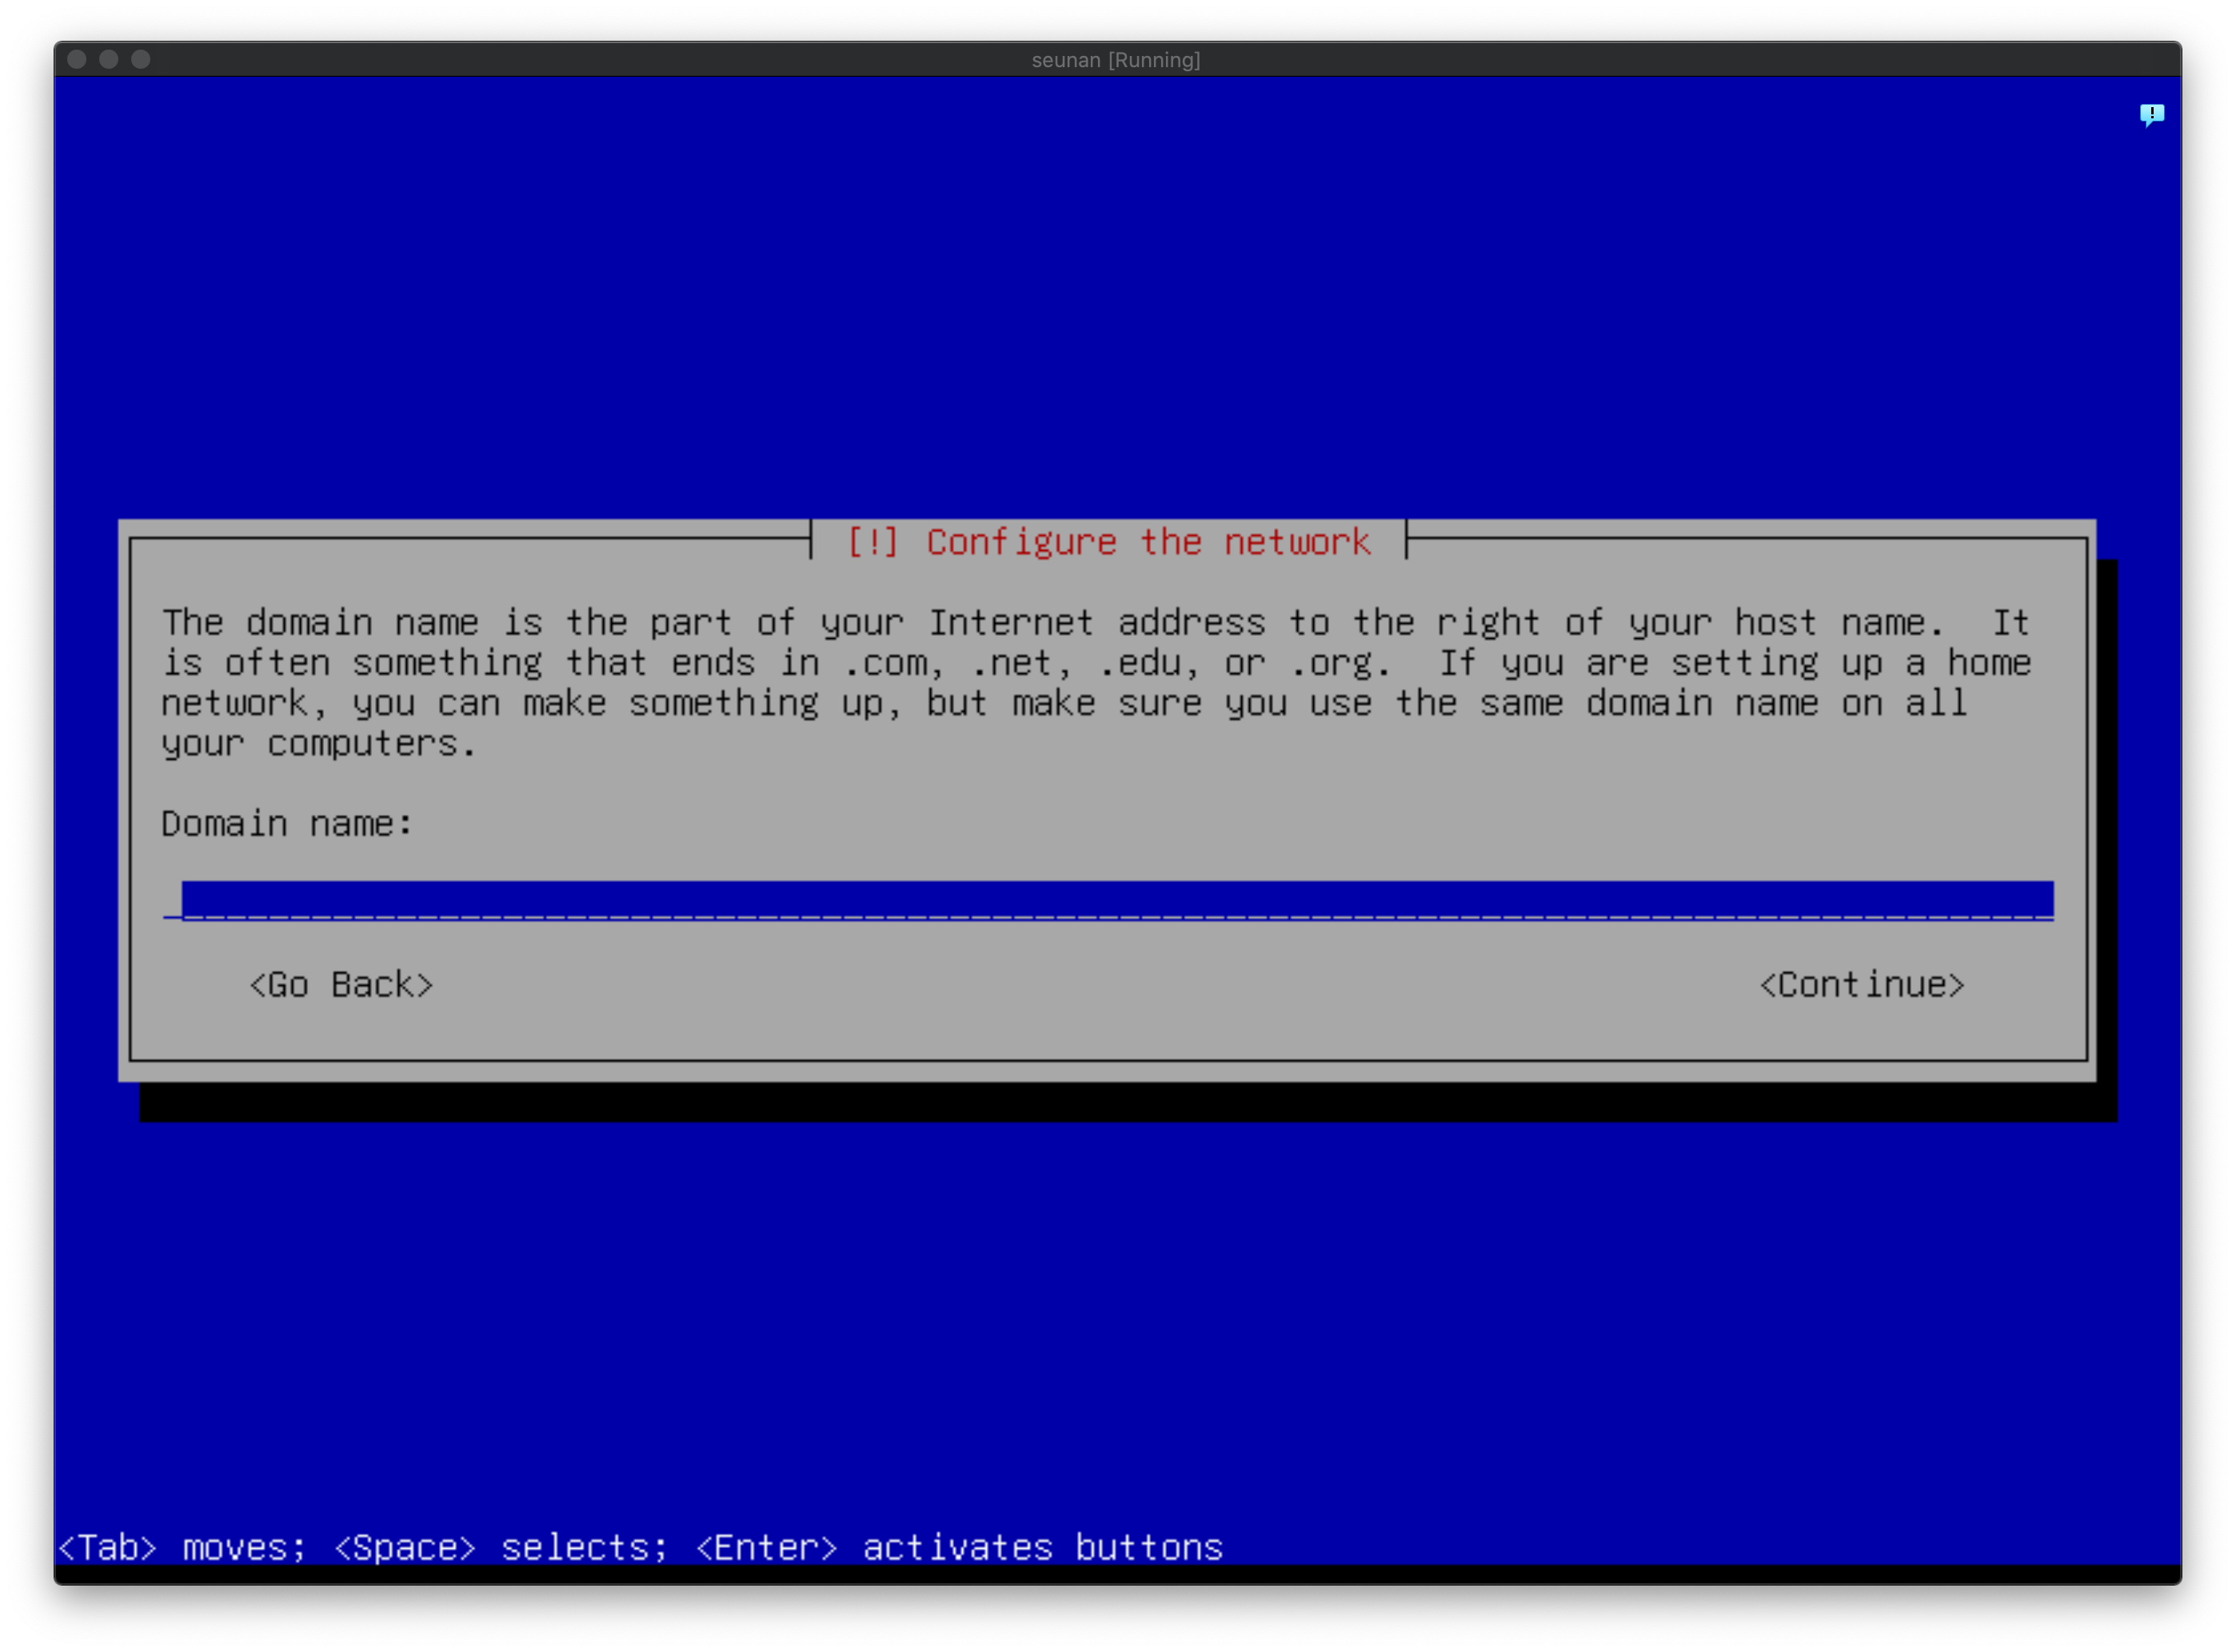 seunan [Running]
[!] Configure the network
The domain name is the part of your Internet address to the right of your host name.  It
is often something that ends in .com, .net, .edu, or .org.  If you are setting up a home
network, you can make something up, but make sure you use the same domain name on all
your computers.
Domain name:
<Go Back>
<Continue>
<Tab> moves; <Space> selects; <Enter> activates buttons